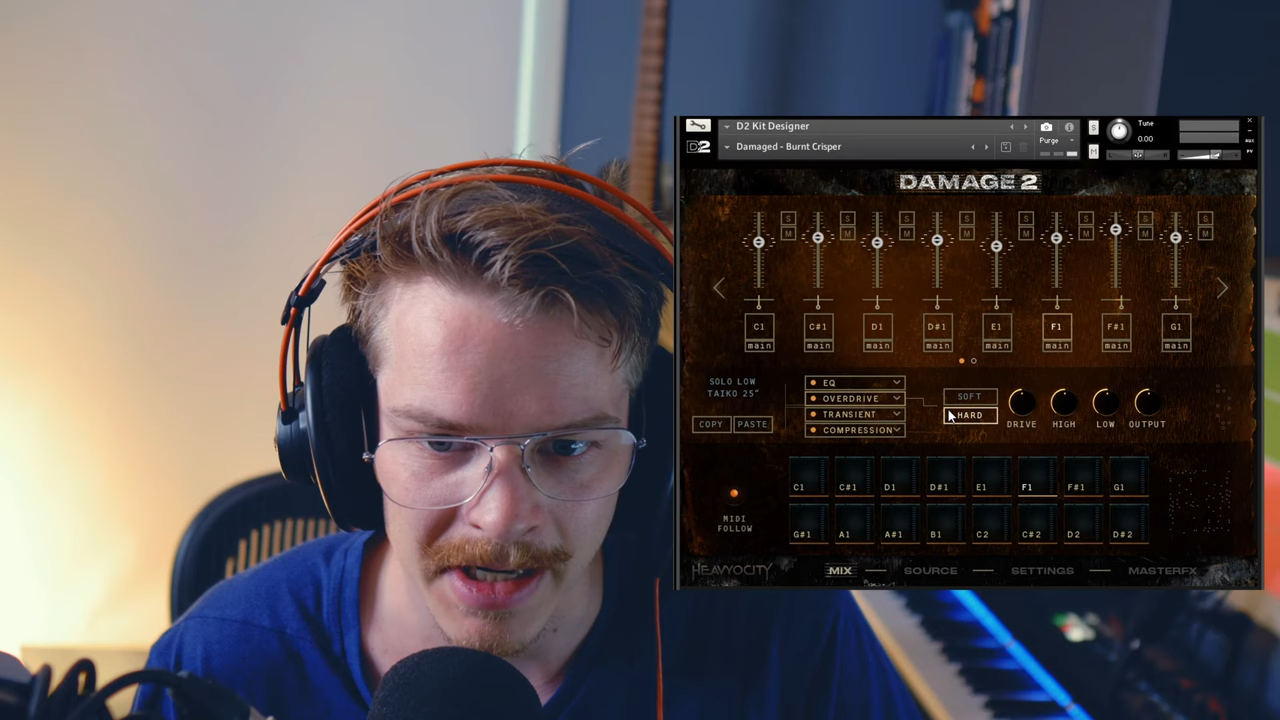 D2 Kit Designer
Purge
S
Tune
0.00
AUX
PV
D2
Damaged - Burnt Crisper
M
DAMAGE 2
S S S S S S S S
M M M M M M M M
C1 C#1 D1 D#1 E1 F1 F#1 G1
main main main main main main main main
SOLO LOW
TAIKO 25"
COPY PASTE
EQ
OVERDRIVE
TRANSIENT
COMPRESSION
SOFT
HARD
DRIVE HIGH LOW OUTPUT
C1 C#1 D1 D#1 E1 F1 F#1 G1
G#1 A1 A#1 B1 C2 C#2 D2 D#2
MIDI
FOLLOW
HEAVYOCITY
MIX SOURCE SETTINGS MASTERFX